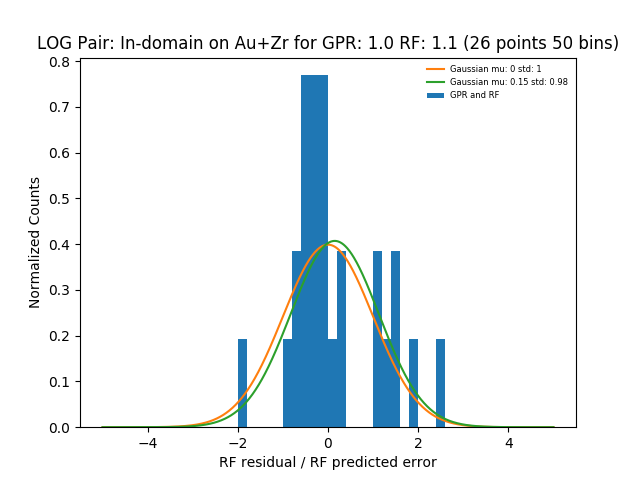 LOG Pair: In-domain on Au+Zr for GPR: 1.0 RF: 1.1 (26 points 50 bins)
Gaussian mu: 0 std: 1
Gaussian mu: 0.15 std: 0.98
GPR and RF
Normalized Counts
0.8
0.7
0.6
0.5
0.4
0.3
0.2
0.1
0.0
−4
−2
0
2
4
RF residual / RF predicted error